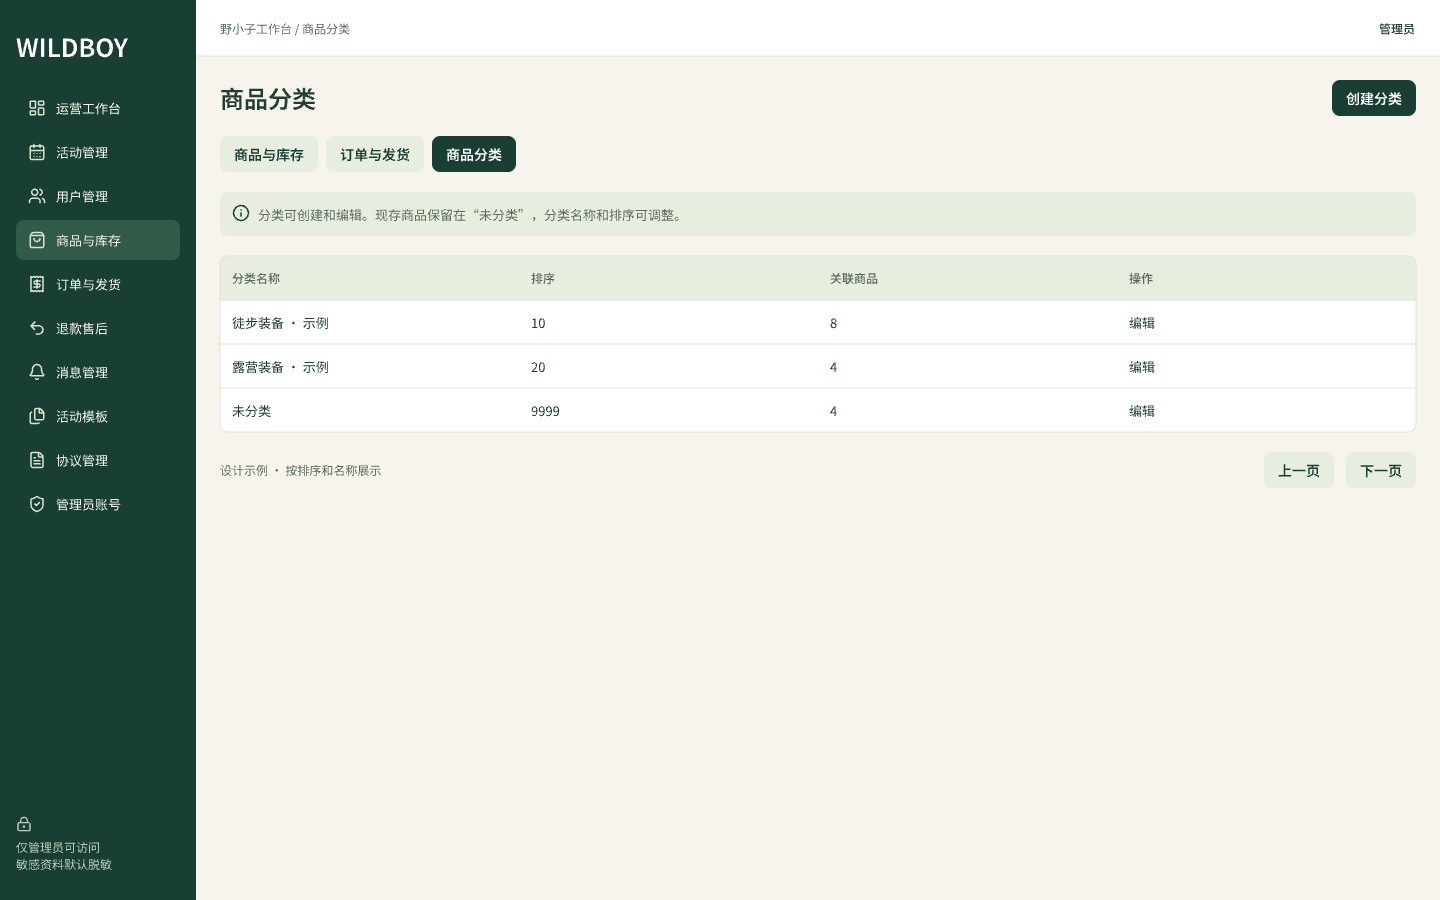 WILDBOY
运营工作台
活动管理
用户管理
商品与库存
订单与发货
退款售后
消息管理
活动模板
协议管理
管理员账号
仅管理员可访问
敏感资料默认脱敏
野小子工作台 / 商品分类
管理员
商品分类
创建分类
商品与库存 订单与发货 商品分类
分类可创建和编辑。现存商品保留在“未分类”，分类名称和排序可调整。
分类名称 排序 关联商品 操作
徒步装备 · 示例 10 8 编辑
露营装备 · 示例 20 4 编辑
未分类 9999 4 编辑
设计示例 · 按排序和名称展示
上一页 下一页